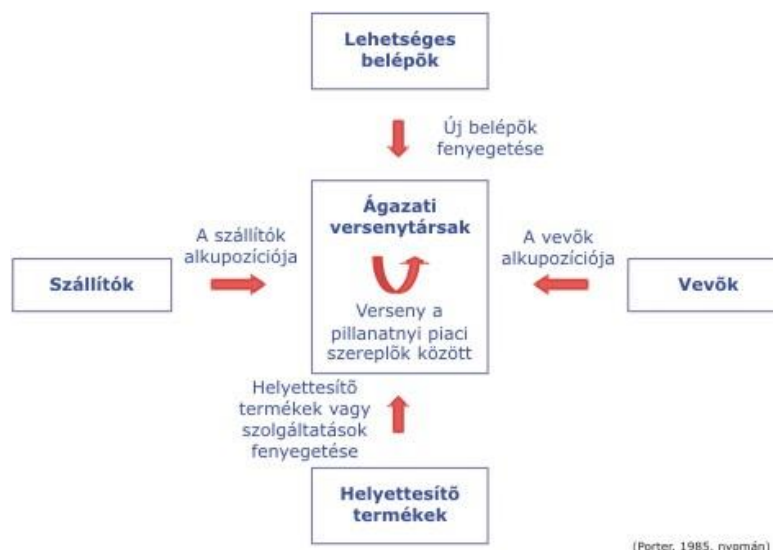 Lehetséges
belépõk
Új belépõk
fenyegetése
Ágazati
versenytársak
A szállítók
alkupozíciója
A vevõk
alkupozíciója
Szállítók
Vevõk
Verseny a
pillanatnyi piaci
szereplõk között
Helyettesítõ
termékek vagy
szolgáltatások
fenyegetése
Helyettesítõ
termékek
(Porter, 1985, nyomán)